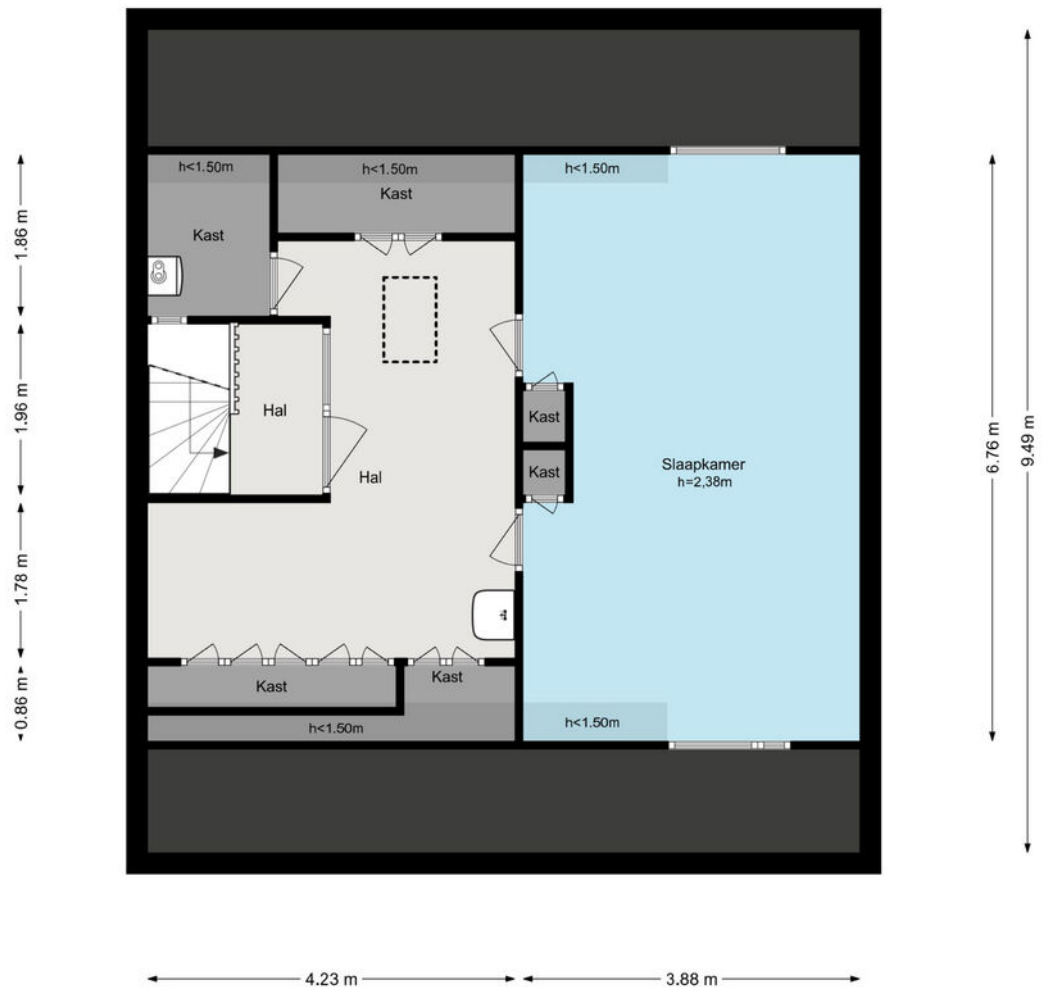 h<1.50m
h<1.50m
h<1.50m
Kast
Kast
1.86 m
Hal
Kast
1.96 m
Kast
Hal
Slaapkamer
h=2,38m
6.76 m
9.49 m
1.78 m
Kast
Kast
0.86 m
h<1.50m
h<1.50m
4.23 m
3.88 m